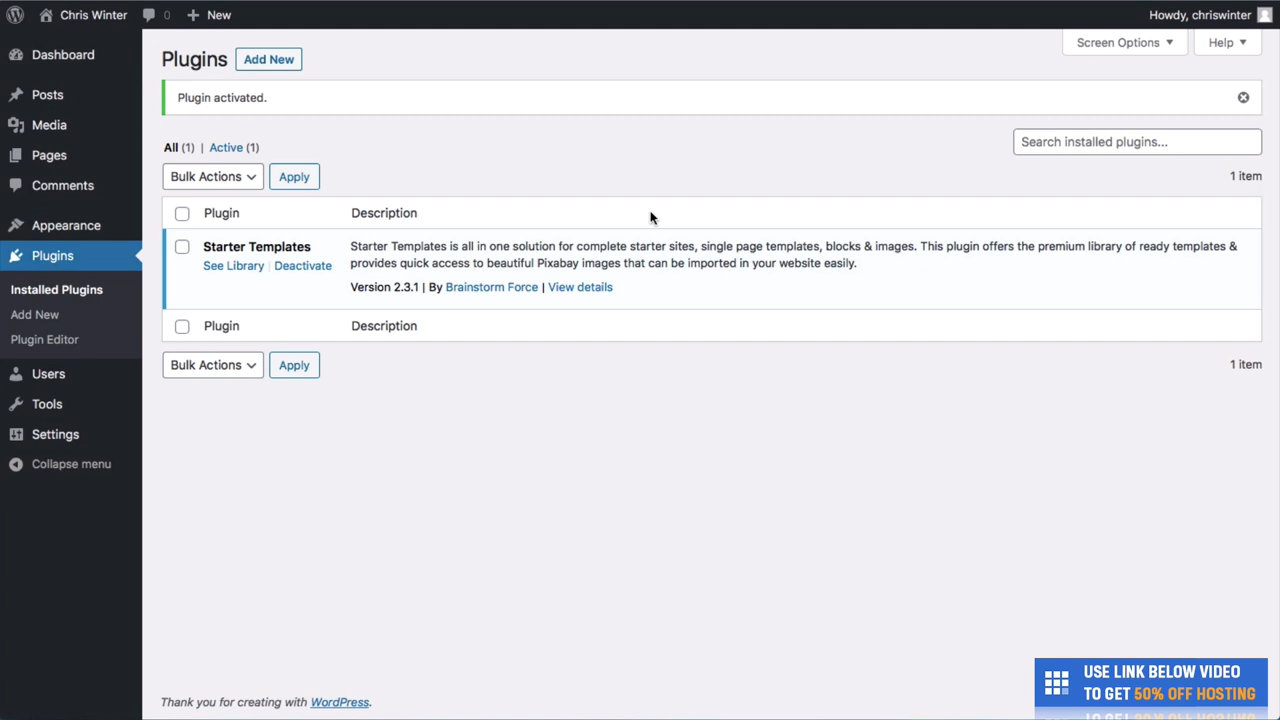 Chris Winter 0 New Howdy, chriswinter
Dashboard
Posts
Media
Pages
Comments
Appearance
Plugins
Installed Plugins
Add New
Plugin Editor
Users
Tools
Settings
Collapse menu
Screen Options Help
Plugins Add New
Plugin activated.
All (1) | Active (1)
Search installed plugins...
Bulk Actions Apply 1 item
Plugin Description
Starter Templates
See Library | Deactivate
Starter Templates is all in one solution for complete starter sites, single page templates, blocks & images. This plugin offers the premium library of ready templates &
provides quick access to beautiful Pixabay images that can be imported in your website easily.
Version 2.3.1 | By Brainstorm Force | View details
Plugin Description
Bulk Actions Apply 1 item
Thank you for creating with WordPress.
USE LINK BELOW VIDEO
TO GET 50% OFF HOSTING